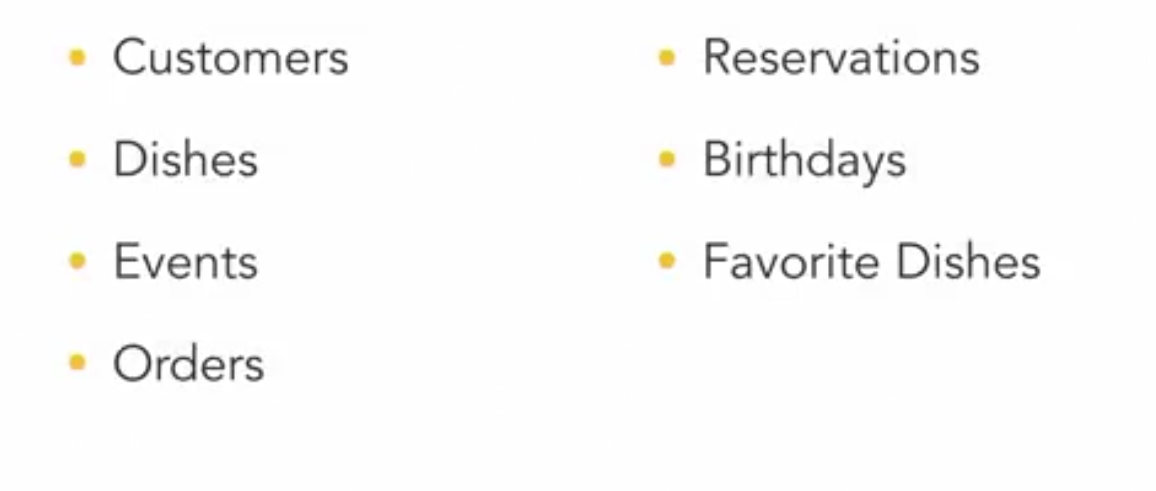 • Customers
• Dishes
• Events
• Orders
• Reservations
• Birthdays
• Favorite Dishes